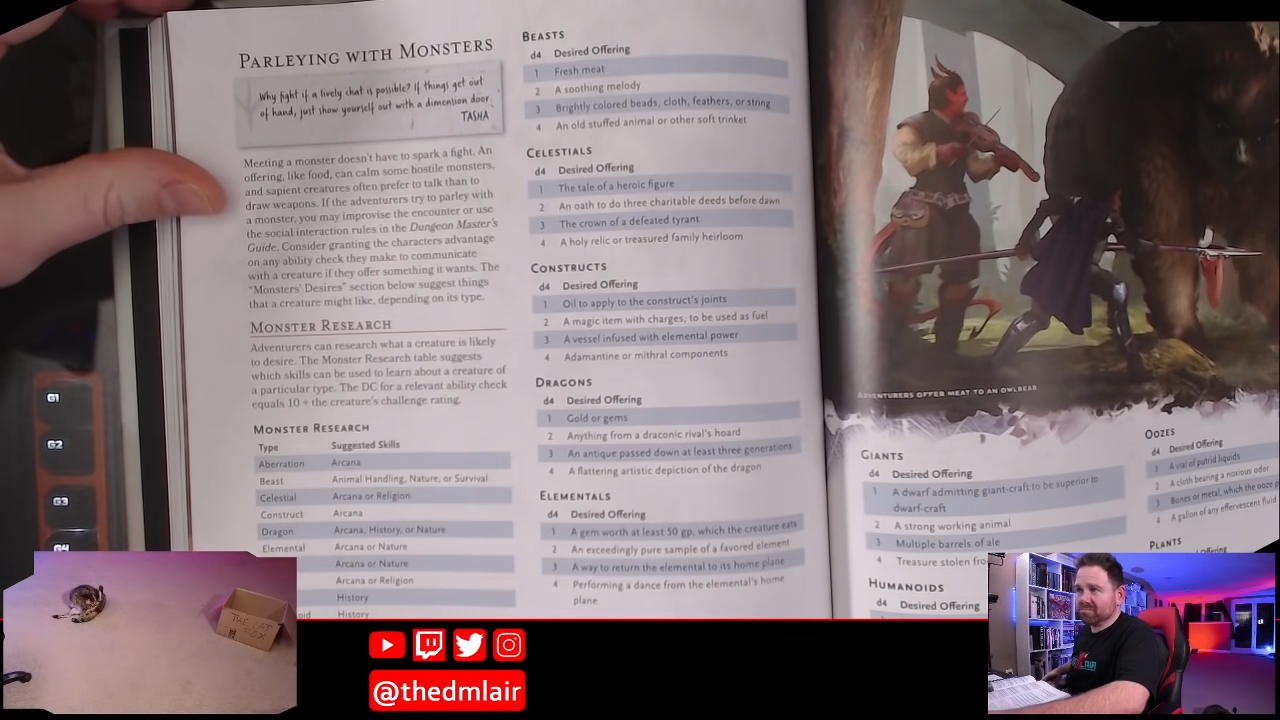 PARLEYING WITH MONSTERS
Why fight if a lively chat is possible? If things get out
of hand, just show yourself out with a dimension door.
TASHA
Meeting a monster doesn't have to spark a fight. An
offering, like food, can calm some hostile monsters,
and sapient creatures often prefer to talk than to
draw weapons. If the adventurers try to parley with
a monster, you may improvise the encounter or use
the social interaction rules in the Dungeon Master's
Guide. Consider granting the characters advantage
on any ability check they make to communicate
with a creature if they offer something it wants. The
"Monsters' Desires" section below suggest things
that a creature might like, depending on its type.
MONSTER RESEARCH
Adventurers can research what a creature is likely
to desire. The Monster Research table suggests
which skills can be used to learn about a creature of
a particular type. The DC for a relevant ability check
equals 10 + the creature's challenge rating.
MONSTER RESEARCH
Type Suggested Skills
Aberration Arcana
Beast Animal Handling, Nature, or Survival
Celestial Arcana or Religion
Construct Arcana
Dragon Arcana, History, or Nature
Elemental Arcana or Nature
Arcana or Nature
Arcana or Religion
History
oid History
BEASTS
d4 Desired Offering
1 Fresh meat
2 A soothing melody
3 Brightly colored beads, cloth, feathers, or string
4 An old stuffed animal or other soft trinket
CELESTIALS
d4 Desired Offering
1 The tale of a heroic figure
2 An oath to do three charitable deeds before dawn
3 The crown of a defeated tyrant
4 A holy relic or treasured family heirloom
CONSTRUCTS
d4 Desired Offering
1 Oil to apply to the construct's joints
2 A magic item with charges, to be used as fuel
3 A vessel infused with elemental power
4 Adamantine or mithral components
DRAGONS
d4 Desired Offering
1 Gold or gems
2 Anything from a draconic rival's hoard
3 An antique passed down at least three generations
4 A flattering artistic depiction of the dragon
ELEMENTALS
d4 Desired Offering
1 A gem worth at least 50 gp, which the creature eats
2 An exceedingly pure sample of a favored element
3 A way to return the elemental to its home plane
4 Performing a dance from the elemental's home
plane
ADVENTURERS OFFER MEAT TO AN OWLBEAR
GIANTS
d4 Desired Offering
1 A dwarf admitting giant-craft to be superior to
dwarf-craft
2 A strong working animal
3 Multiple barrels of ale
4 Treasure stolen fro
HUMANOIDS
d4 Desired Offering
OOZES
d4 Desired Offering
1 A vial of putrid liquids
2 A cloth bearing a noxious odor
3 Bones or metal, which the ooze
4 A gallon of any effervescent fluid
PLANTS
Offering
G1
G2
G3
G4
THE CAT
BOX
@thedmlair